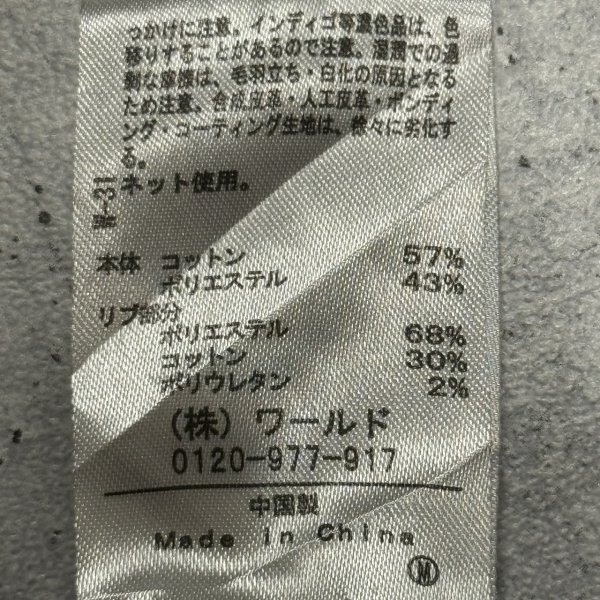 っかけに注意。インディゴ等濃色品は、色
移りすることがあるので注意。湿潤での過
剰な摩擦は、毛羽立ち・白化の原因となる
ため注意。合成皮革・人工皮革・ボンディ
ング・コーティング生地は、徐々に劣化す
る。
ネット使用。
W-31
本体 コットン 57%
ポリエステル 43%
リブ部分
ポリエステル 68%
コットン 30%
ポリウレタン 2%
(株) ワールド
0120-977-917
中国製
Made in China
M